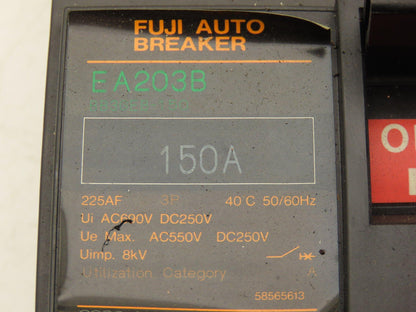 FUJI AUTO
BREAKER
EA203B
150A
225AF 3P 40 C 50/60Hz
Ui AC690V DC250V
Ue Max. AC550V DC250V
Uimp. 8kV
Utilization Category A
58565613